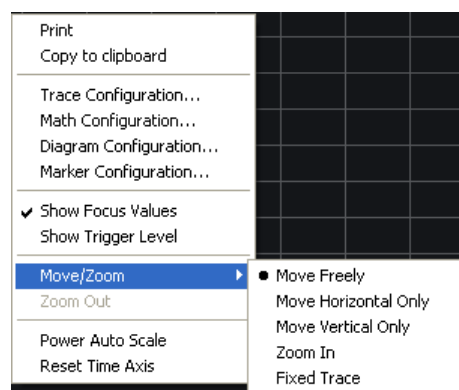 Print
Copy to clipboard
Trace Configuration...
Math Configuration...
Diagram Configuration...
Marker Configuration...
Show Focus Values
Show Trigger Level
Move/Zoom
Zoom Out
Power Auto Scale
Reset Time Axis
Move Freely
Move Horizontal Only
Move Vertical Only
Zoom In
Fixed Trace